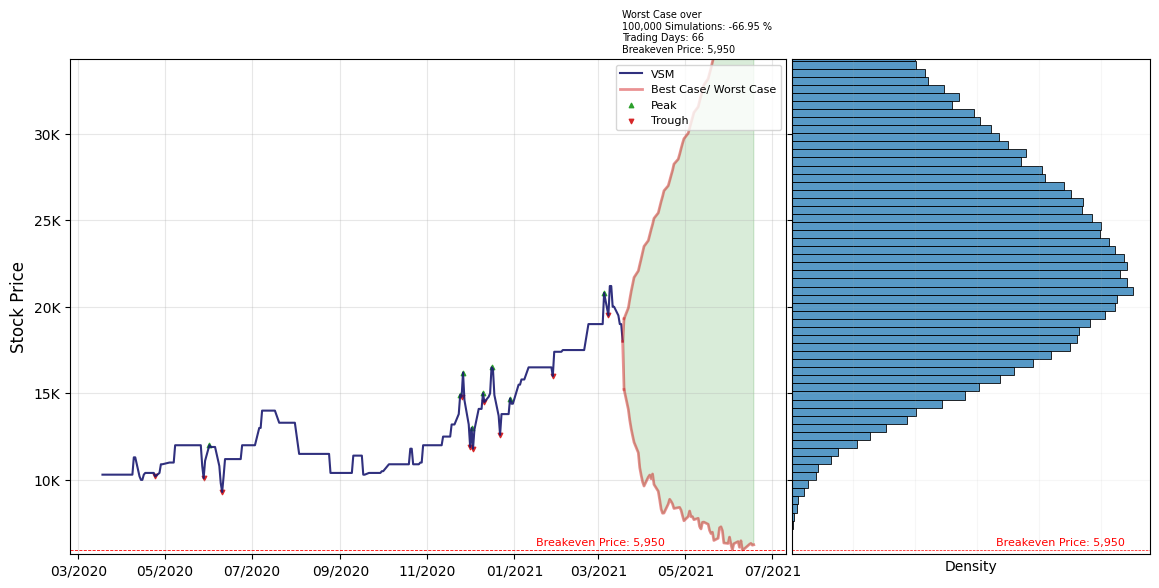 Worst Case over
100,000 Simulations: -66.95 %
Trading Days: 66
Breakeven Price: 5,950
VSM
Best Case/ Worst Case
Peak
Trough
Stock Price
30K
25K
20K
15K
10K
Breakeven Price: 5,950
Breakeven Price: 5,950
03/2020 05/2020 07/2020 09/2020 11/2020 01/2021 03/2021 05/2021 07/2021
Density